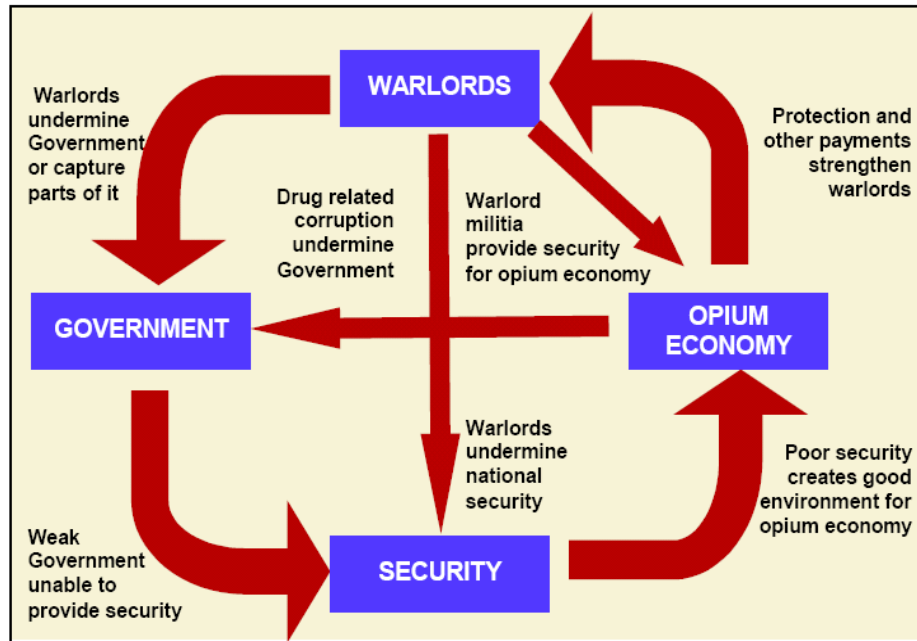 WARLORDS
Warlords
undermine
Government
or capture
parts of it
Protection and
other payments
strengthen
warlords
Drug related
corruption
undermine
Government
Warlord
militia
provide security
for opium economy
GOVERNMENT
OPIUM
ECONOMY
Warlords
undermine
national
security
Poor security
creates good
environment for
opium economy
Weak
Government
unable to
provide security
SECURITY